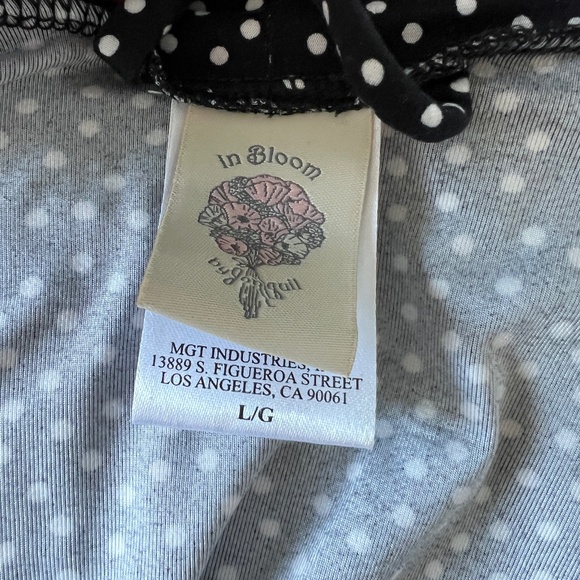 In Bloom
MGT INDUSTRIES,
13889 S. FIGUEROA STREET
LOS ANGELES, CA 90061
L/G